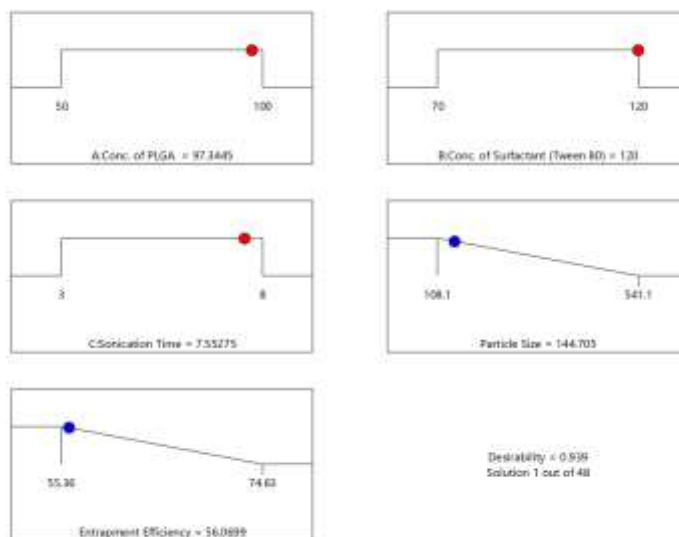 50 100
A:Conc. of PLGA = 97.3445
70 120
B:Conc. of Surfactant (Tween 80) = 120
3 8
C:Sonication Time = 7.55275
108.1 541.1
Particle Size = 144.703
55.36 74.63
Entrapment Efficiency = 56.0699
Desirability = 0.939
Solution 1 out of 48